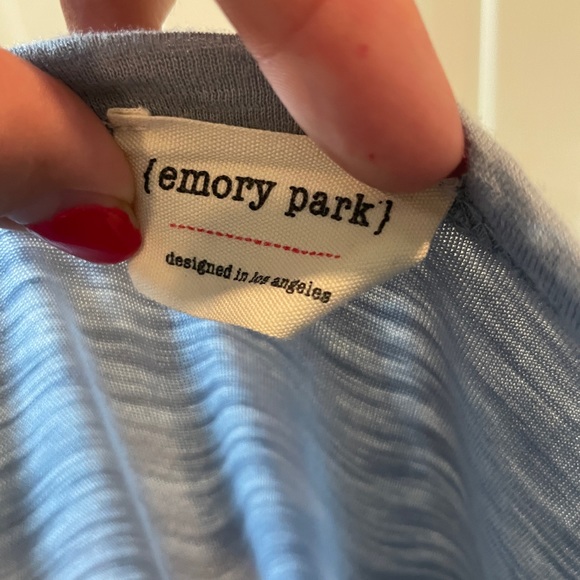 {emory park}
designed in los angeles